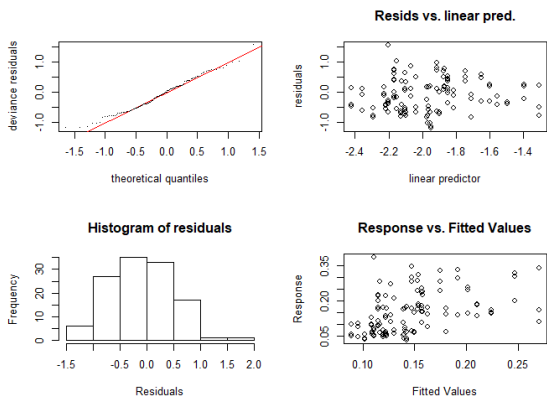 deviance residuals
-1.0 0.0 1.0
-1.5 -1.0 -0.5 0.0 0.5 1.0 1.5
theoretical quantiles
Resids vs. linear pred.
residuals
-1.0 0.0 1.0
-2.4 -2.2 -2.0 -1.8 -1.6 -1.4
linear predictor
Histogram of residuals
Frequency
0 10 30
-1.5 -0.5 0.0 0.5 1.0 1.5 2.0
Residuals
Response vs. Fitted Values
Response
0.05 0.20 0.35
0.10 0.15 0.20 0.25
Fitted Values